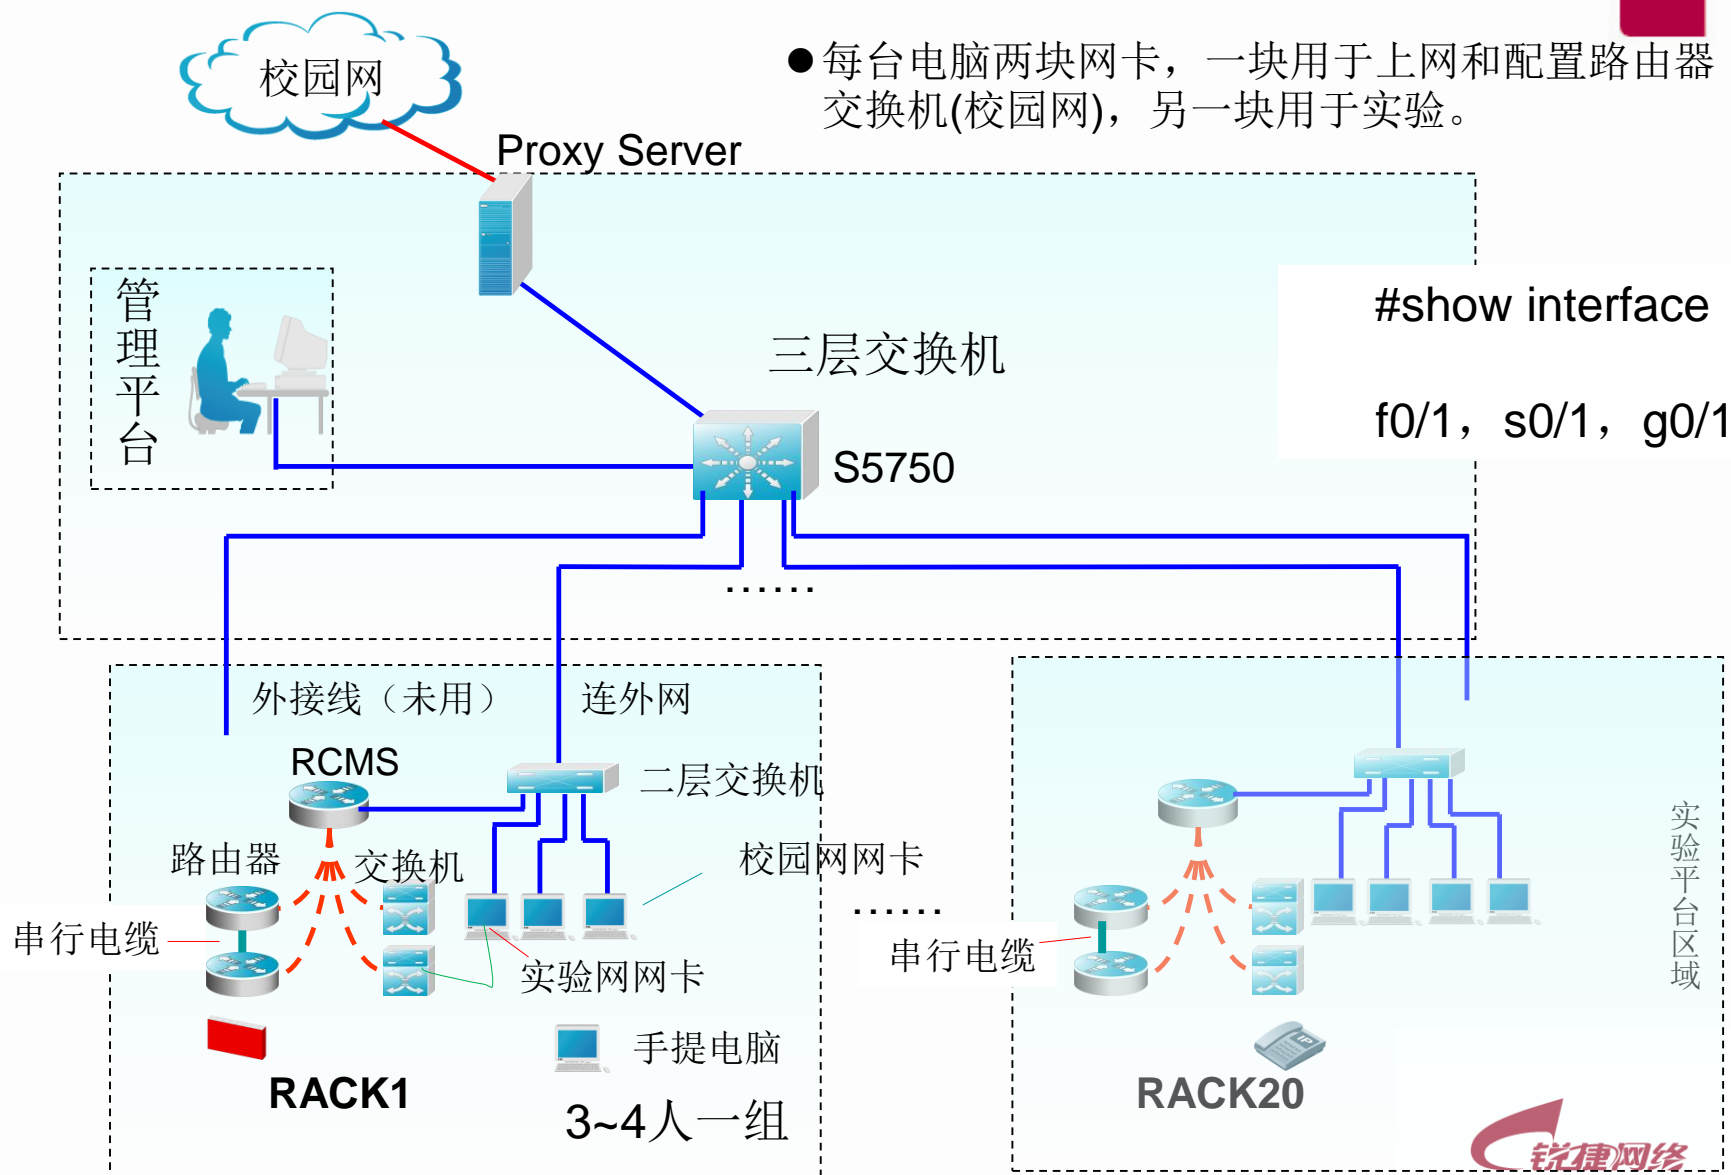 校园网
●每台电脑两块网卡，一块用于上网和配置路由器
交换机(校园网)，另一块用于实验。
Proxy Server
管理平台
#show interface
三层交换机
f0/1，s0/1，g0/1
S5750
......
外接线（未用）
连外网
RCMS
二层交换机
路由器
交换机
校园网网卡
串行电缆
实验网网卡
......
串行电缆
实验平台区域
IP
手提电脑
RACK1
RACK20
3~4人一组
锐捷网络